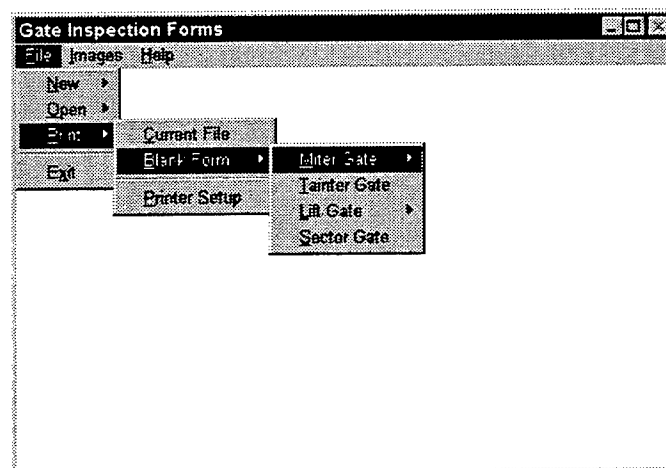 Gate Inspection Forms
File Images Help
New
Open
Print
Exit
Current File
Blank Form
Printer Setup
Miter Gate
Tainter Gate
Lift Gate
Sector Gate